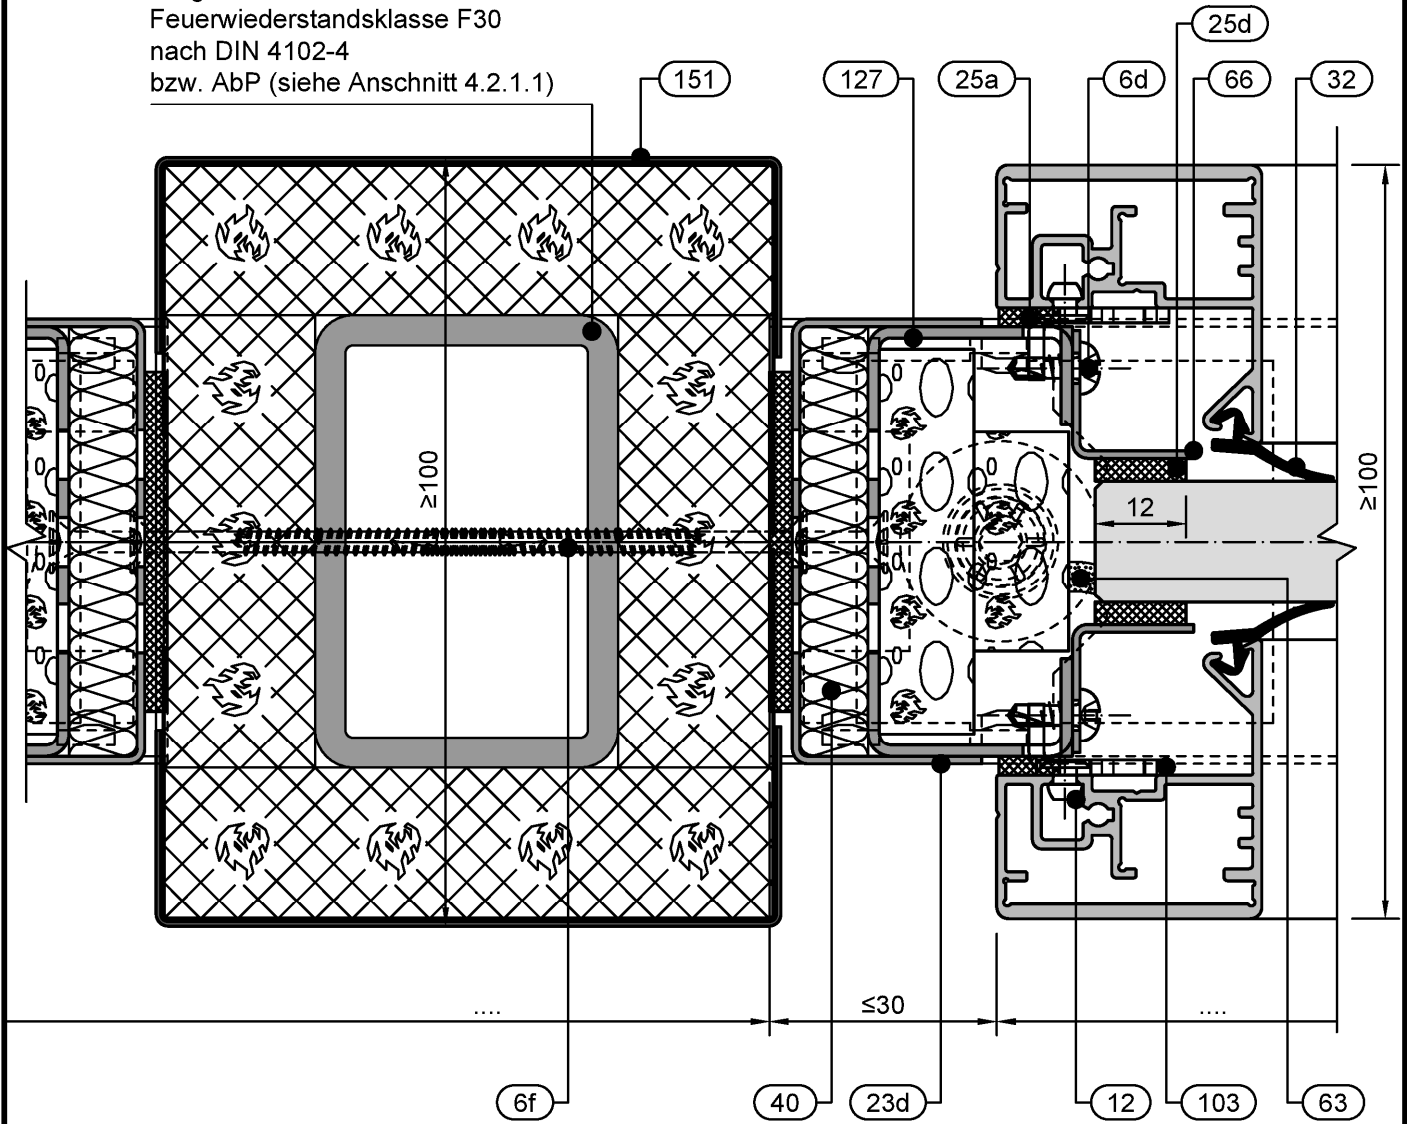 Feuerwiederstandsklasse F30
nach DIN 4102-4
bzw. AbP (siehe Anschnitt 4.2.1.1)
25d
151
127
25a
6d
66
32
≥100
≥100
12
≤30
....
....
6f
40
23d
12
103
63